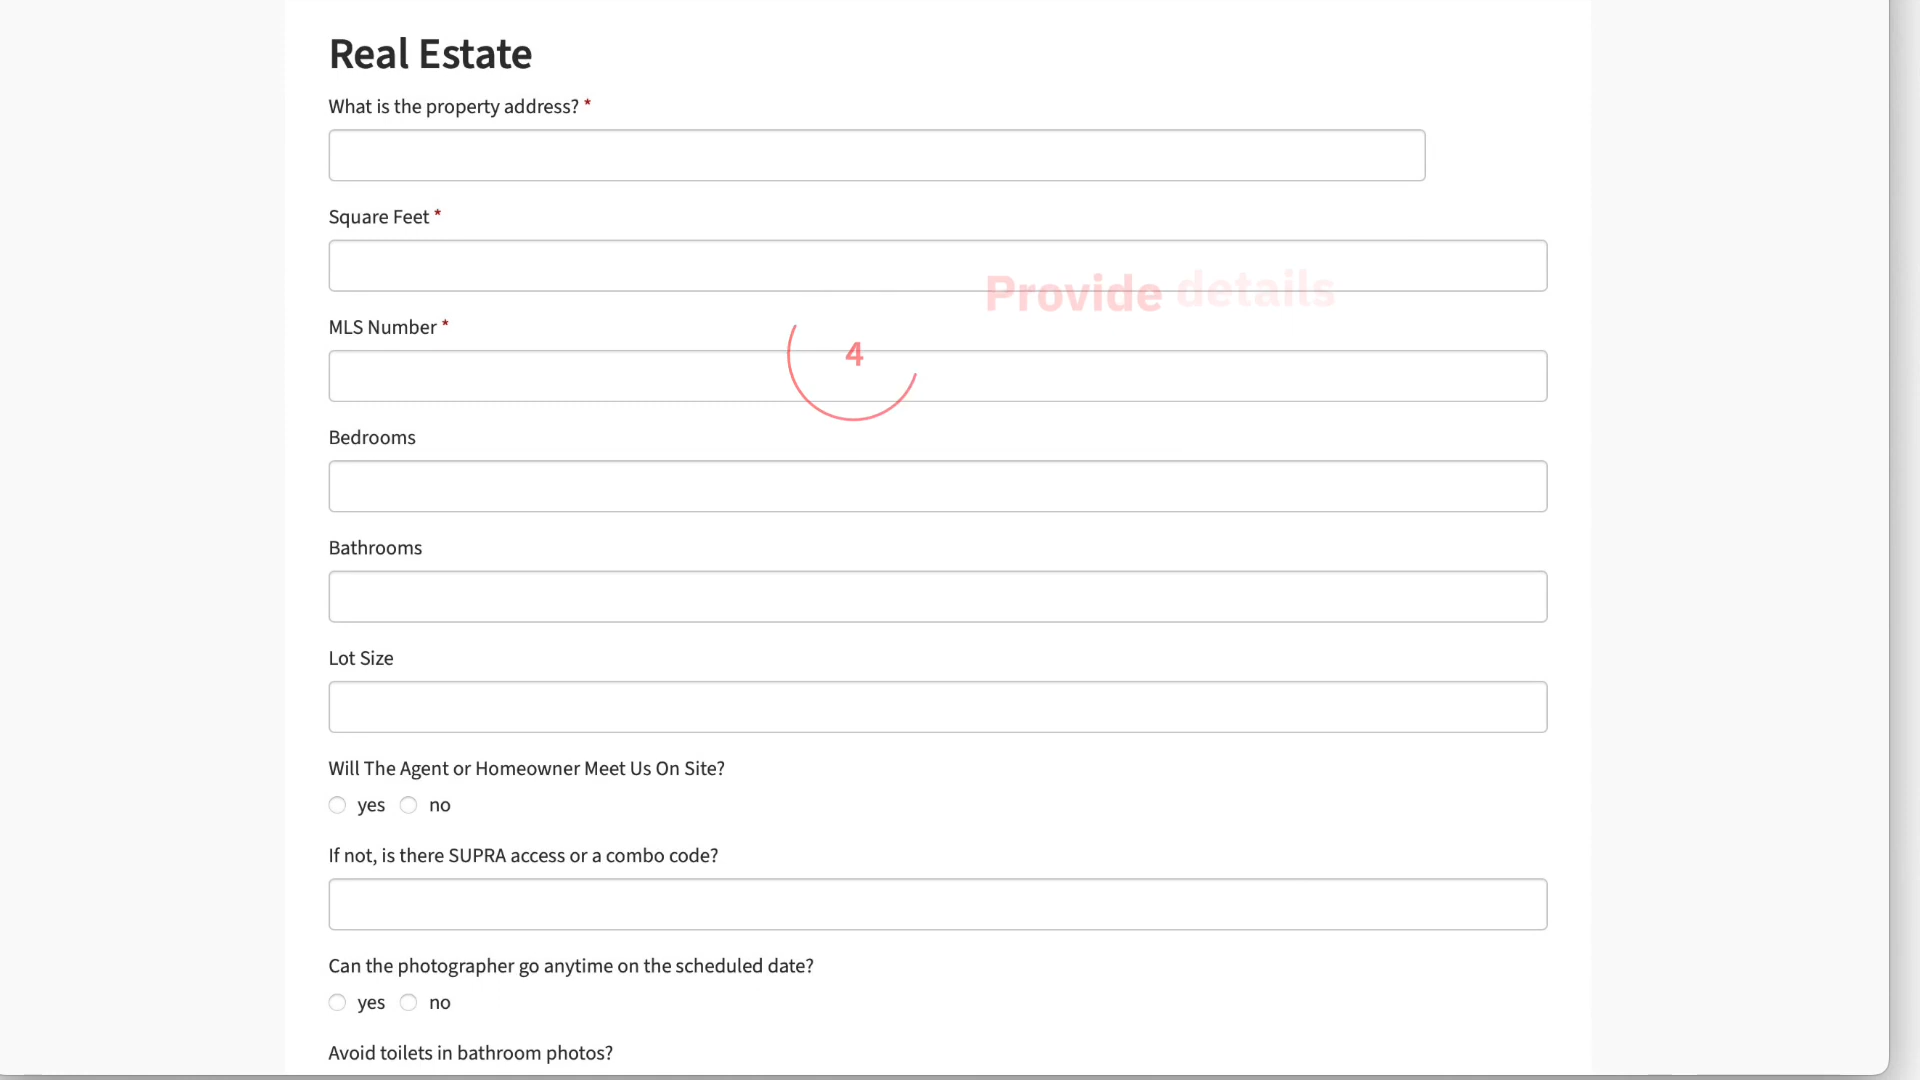 Real Estate
What is the property address? *
Square Feet *
Provide details
MLS Number *
4
Bedrooms
Bathrooms
Lot Size
Will The Agent or Homeowner Meet Us On Site?
yes no
If not, is there SUPRA access or a combo code?
Can the photographer go anytime on the scheduled date?
yes no
Avoid toilets in bathroom photos?